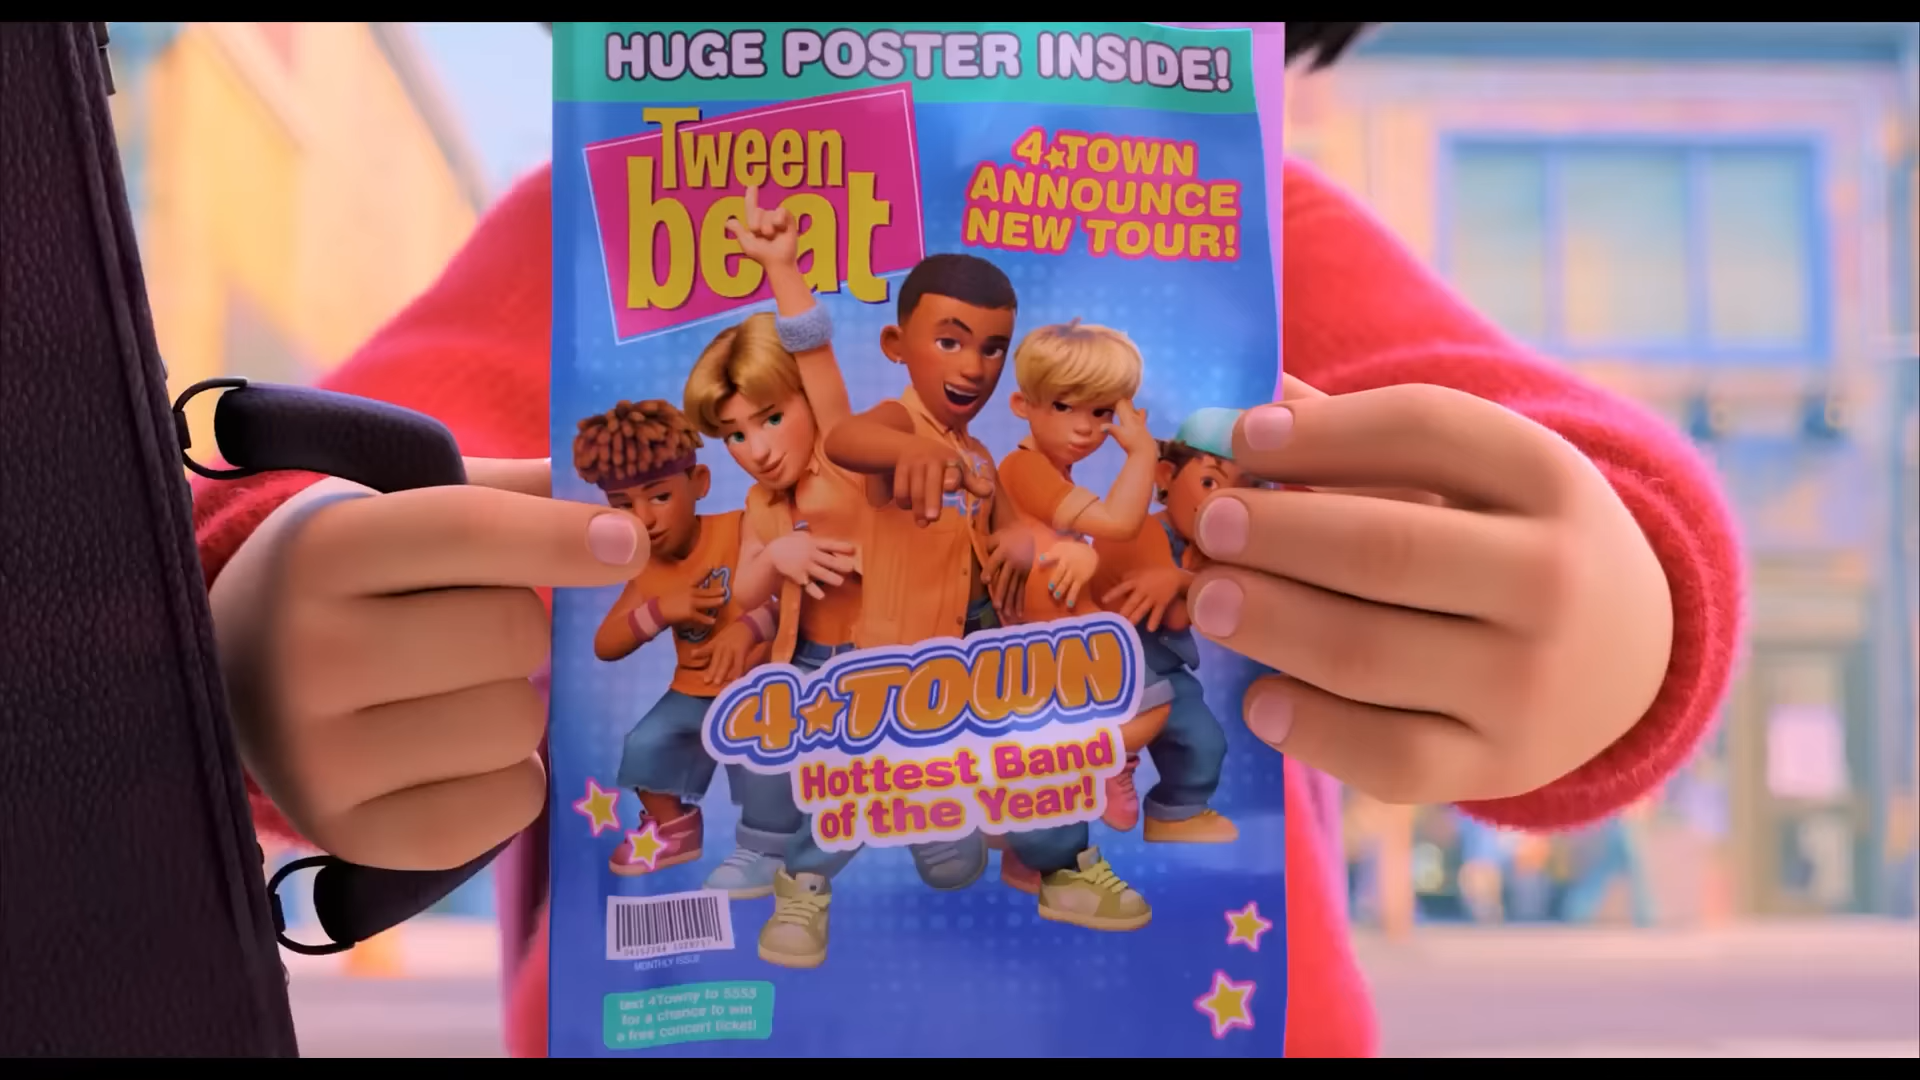 HUGE POSTER INSIDE!
Tween
beat
4★TOWN
ANNOUNCE
NEW TOUR!
4★TOWN
Hottest Band
of the Year!
MONTHLY ISSUE
text 4Towny to 5555
for a chance to win
a free concert ticket!